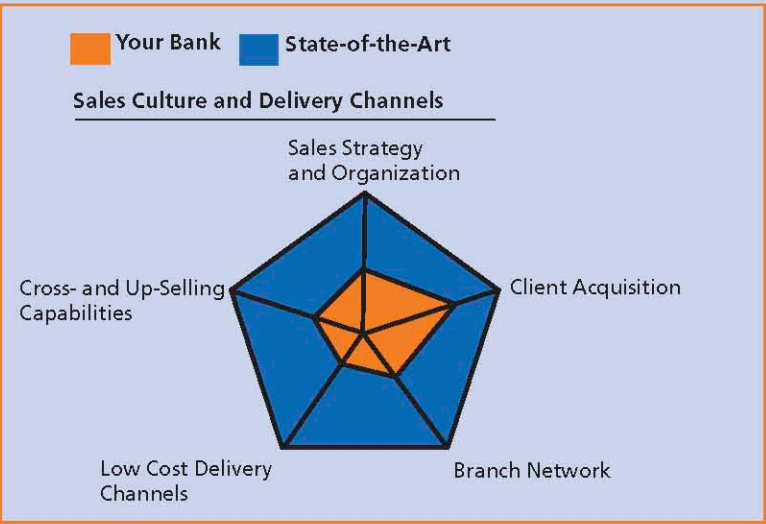 Your Bank State-of-the-Art
Sales Culture and Delivery Channels
Sales Strategy
and Organization
Cross- and Up-Selling
Capabilities
Client Acquisition
Low Cost Delivery
Channels
Branch Network